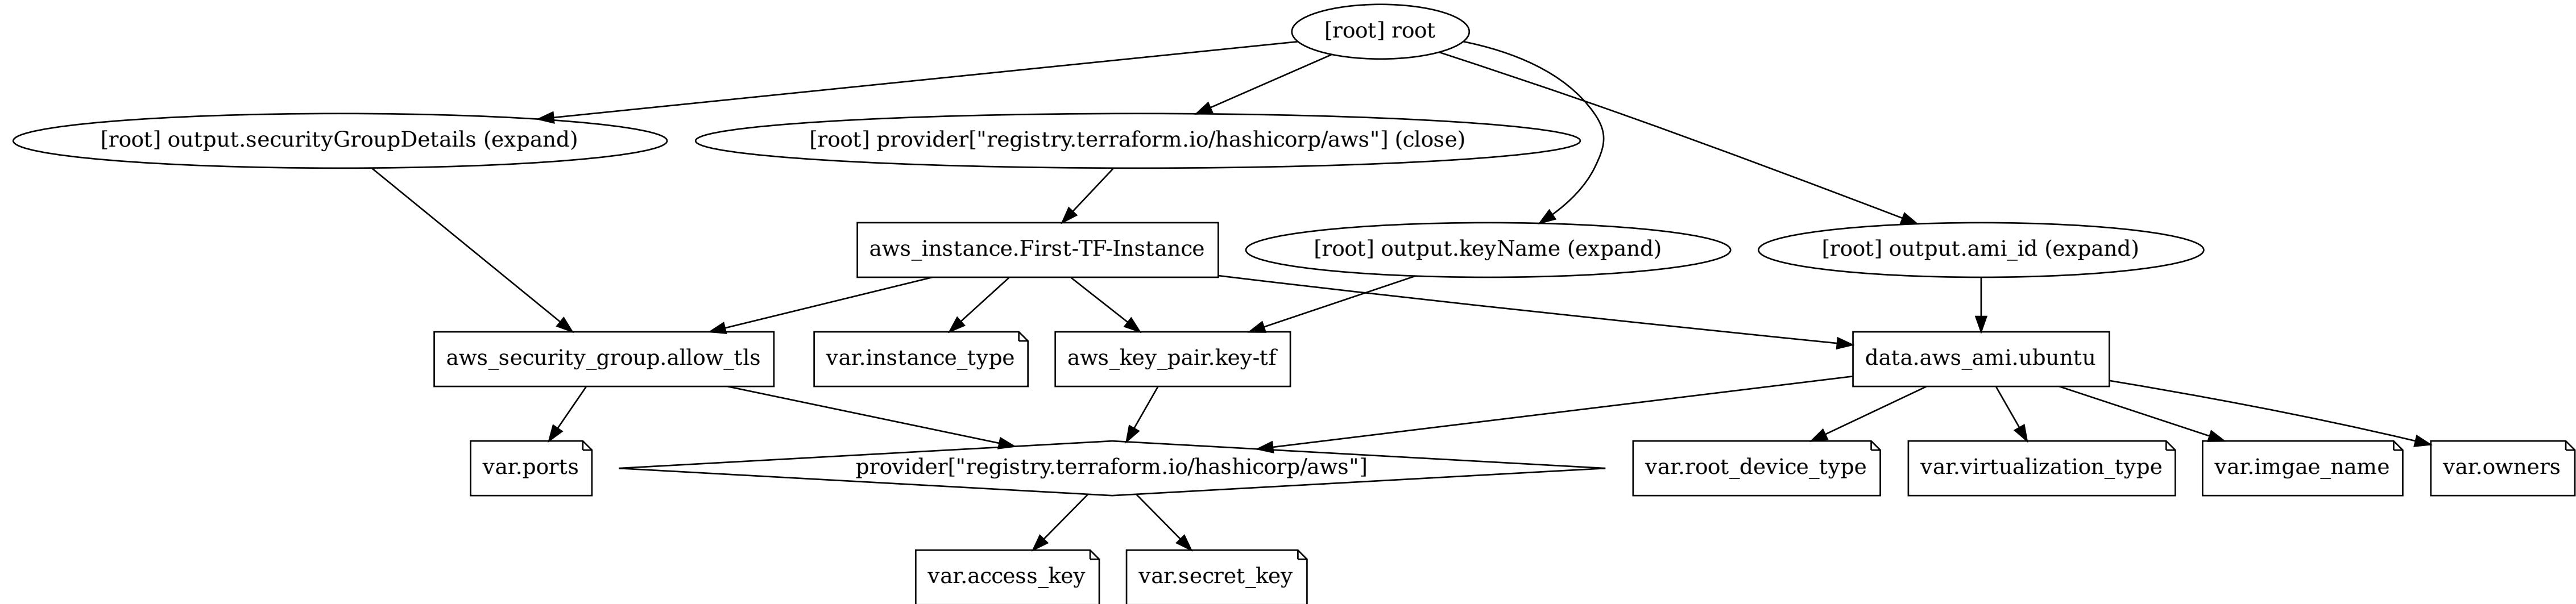 [root] root
[root] output.securityGroupDetails (expand)
[root] provider["registry.terraform.io/hashicorp/aws"] (close)
aws_instance.First-TF-Instance
[root] output.keyName (expand)
[root] output.ami_id (expand)
aws_security_group.allow_tls
var.instance_type
aws_key_pair.key-tf
data.aws_ami.ubuntu
var.ports
provider["registry.terraform.io/hashicorp/aws"]
var.root_device_type
var.virtualization_type
var.imgae_name
var.owners
var.access_key
var.secret_key